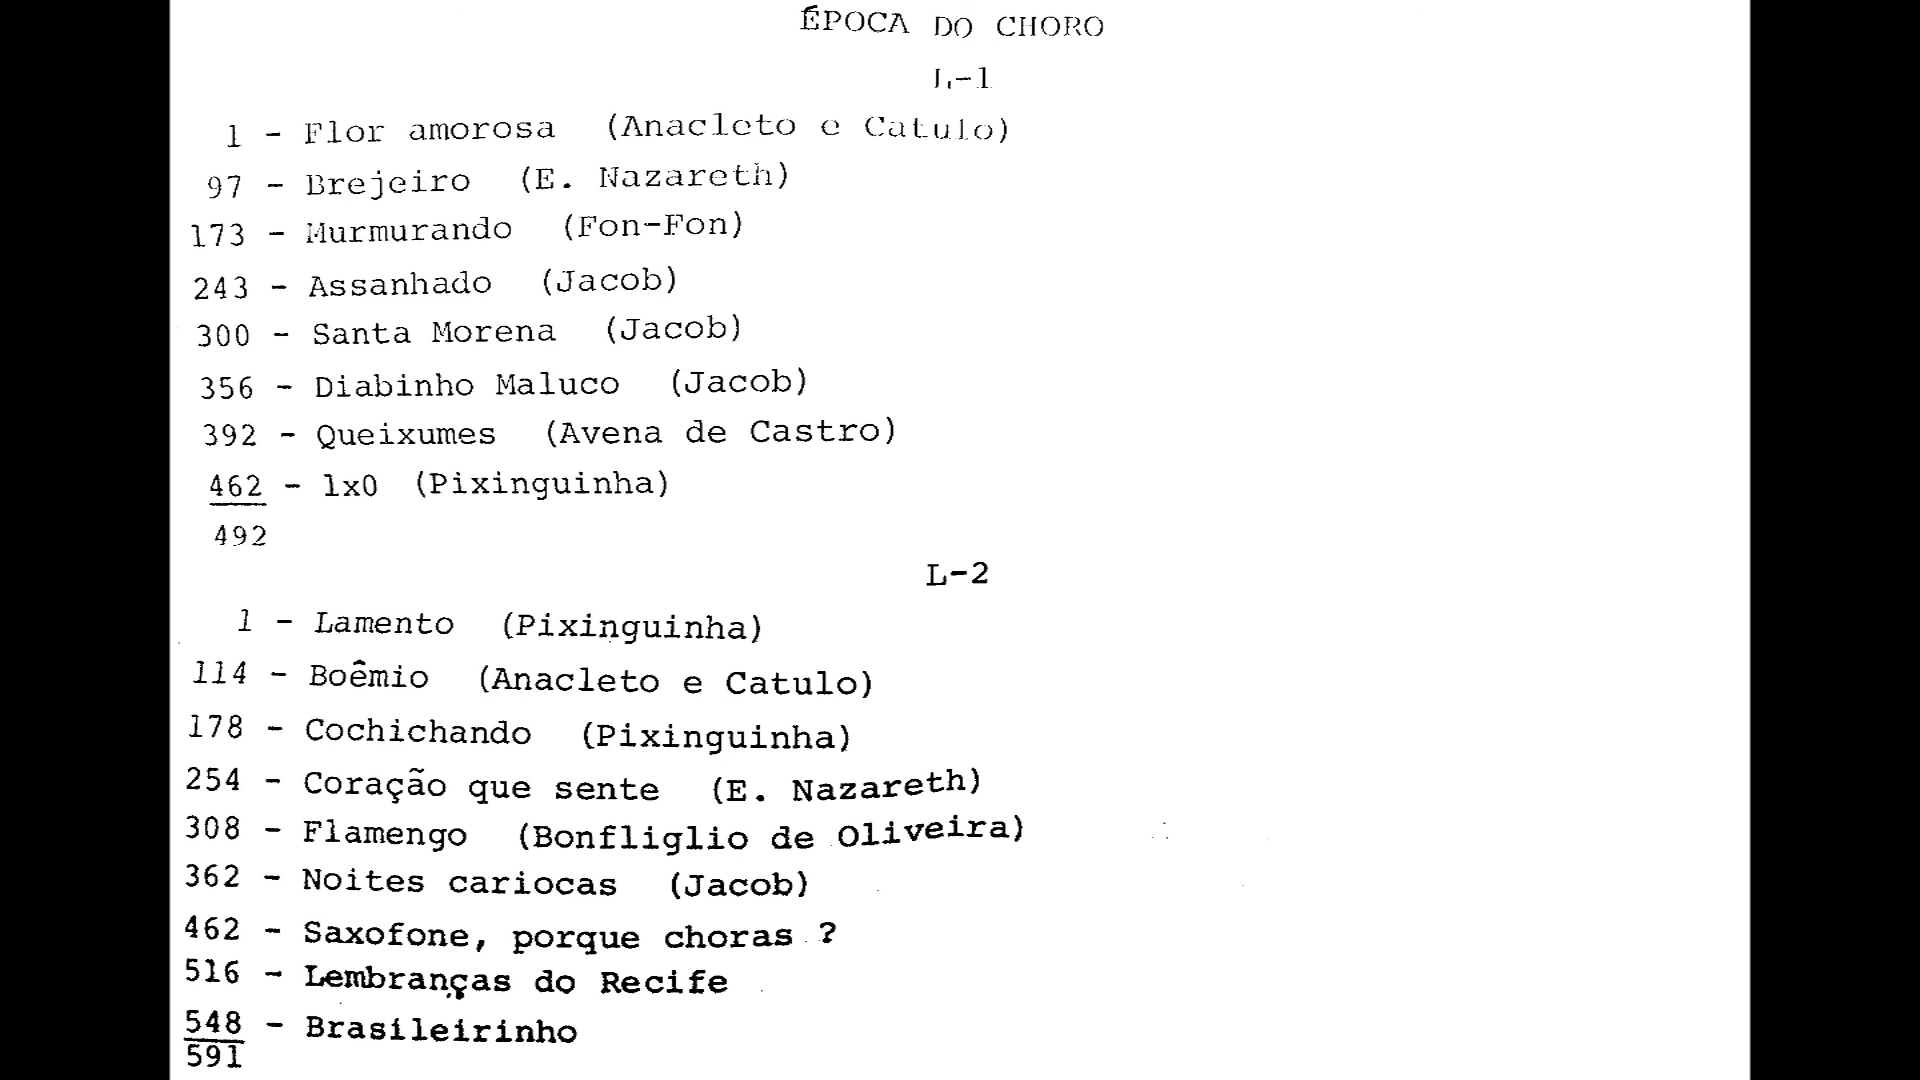 ÉPOCA DO CHORO
L-1
1 - Flor amorosa (Anacleto e Catulo)
97 - Brejeiro (E. Nazareth)
173 - Murmurando (Fon-Fon)
243 - Assanhado (Jacob)
300 - Santa Morena (Jacob)
356 - Diabinho Maluco (Jacob)
392 - Queixumes (Avena de Castro)
462 - 1x0 (Pixinguinha)
492
L-2
1 - Lamento (Pixinguinha)
114 - Boêmio (Anacleto e Catulo)
178 - Cochichando (Pixinguinha)
254 - Coração que sente (E. Nazareth)
308 - Flamengo (Bonfliglio de Oliveira)
362 - Noites cariocas (Jacob)
462 - Saxofone, porque choras ?
516 - Lembranças do Recife
548 - Brasileirinho
591